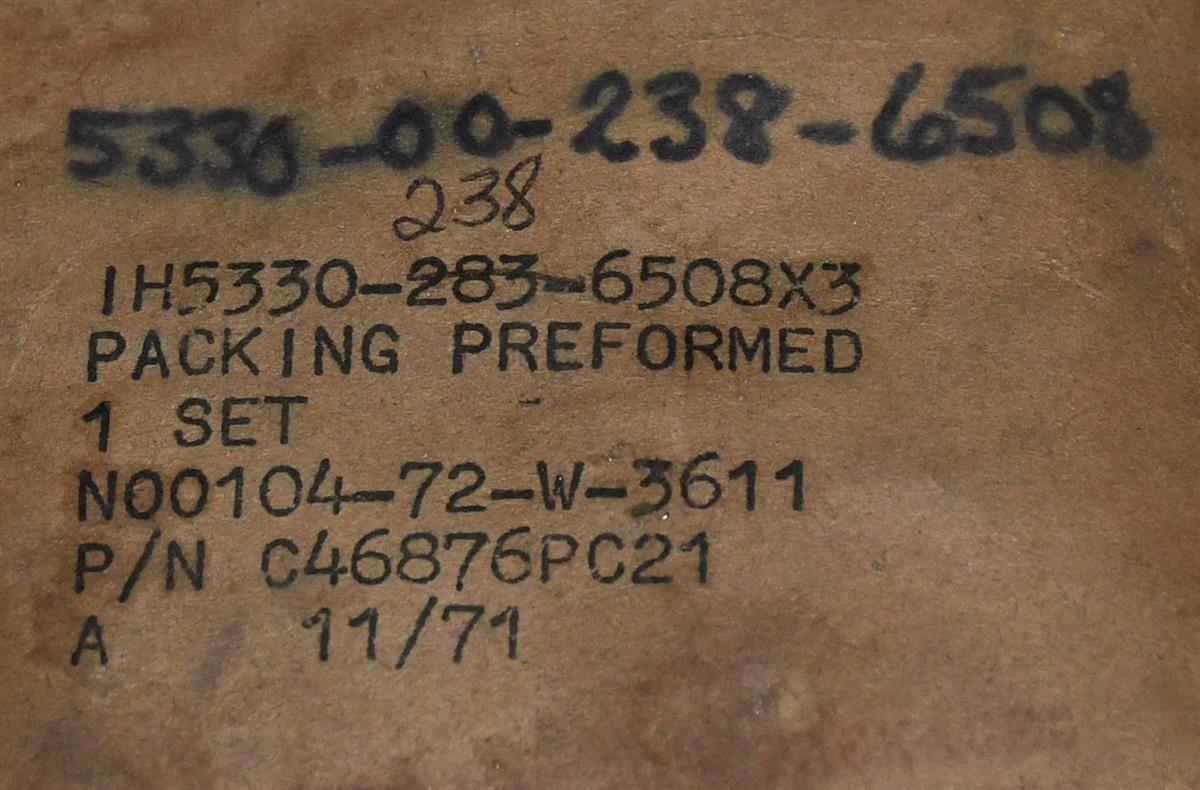 5330-00-238-6508
238
1H5330-283-6508X3
PACKING PREFORMED
1 SET
N00104-72-W-3611
P/N C46876PC21
A 11/71